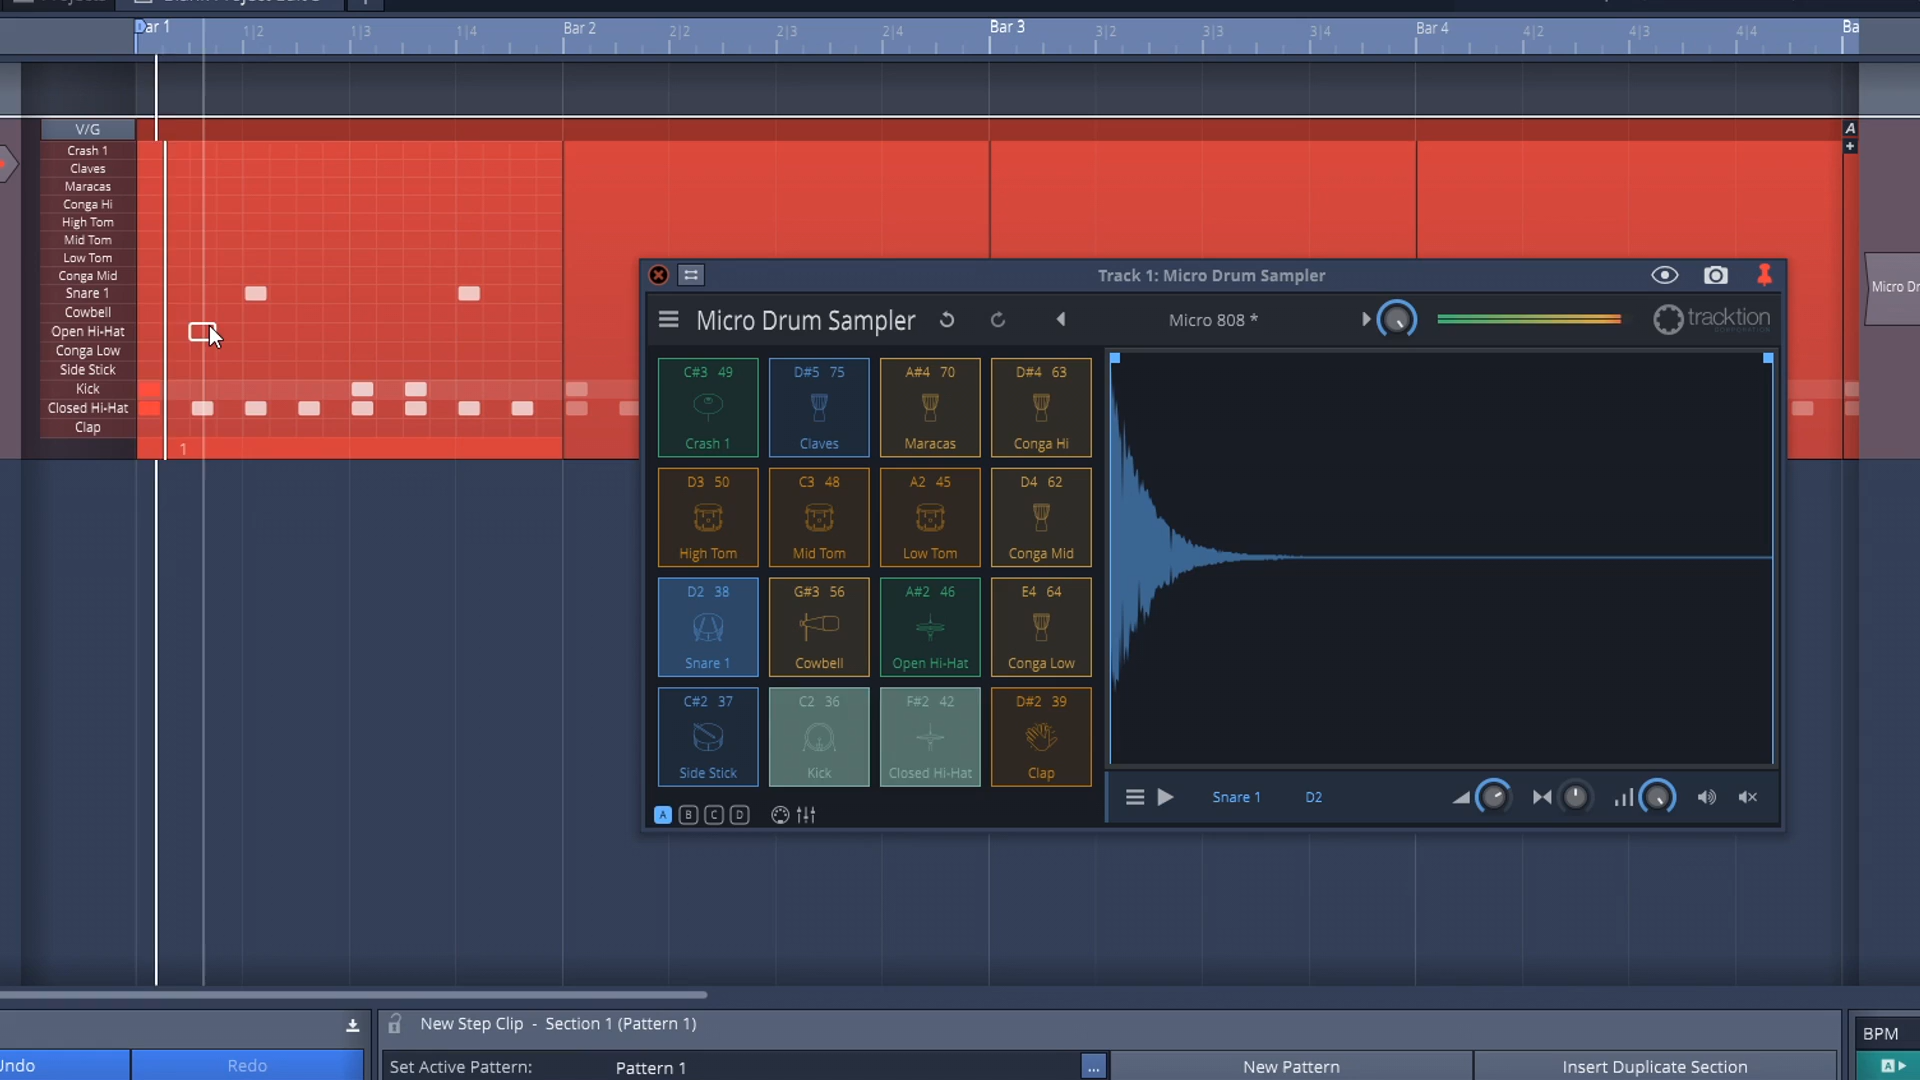 Bar 1
1|2
1|3
1|4
Bar 2
2|2
2|3
2|4
Bar 3
3|2
3|3
3|4
Bar 4
4|2
4|3
4|4
Ba
V/G
Crash 1
Claves
Maracas
Conga Hi
High Tom
Mid Tom
Low Tom
Conga Mid
Snare 1
Cowbell
Open Hi-Hat
Conga Low
Side Stick
Kick
Closed Hi-Hat
Clap
1
A
+
Micro Dr
Track 1: Micro Drum Sampler
Micro Drum Sampler
Micro 808 *
tracktion
C#3 49
Crash 1
D#5 75
Claves
A#4 70
Maracas
D#4 63
Conga Hi
D3 50
High Tom
C3 48
Mid Tom
A2 45
Low Tom
D4 62
Conga Mid
D2 38
Snare 1
G#3 56
Cowbell
A#2 46
Open Hi-Hat
E4 64
Conga Low
C#2 37
Side Stick
C2 36
Kick
F#2 42
Closed Hi-Hat
D#2 39
Clap
A B C D
Snare 1
D2
New Step Clip - Section 1 (Pattern 1)
Undo
Redo
Set Active Pattern:
Pattern 1
...
New Pattern
Insert Duplicate Section
BPM
A